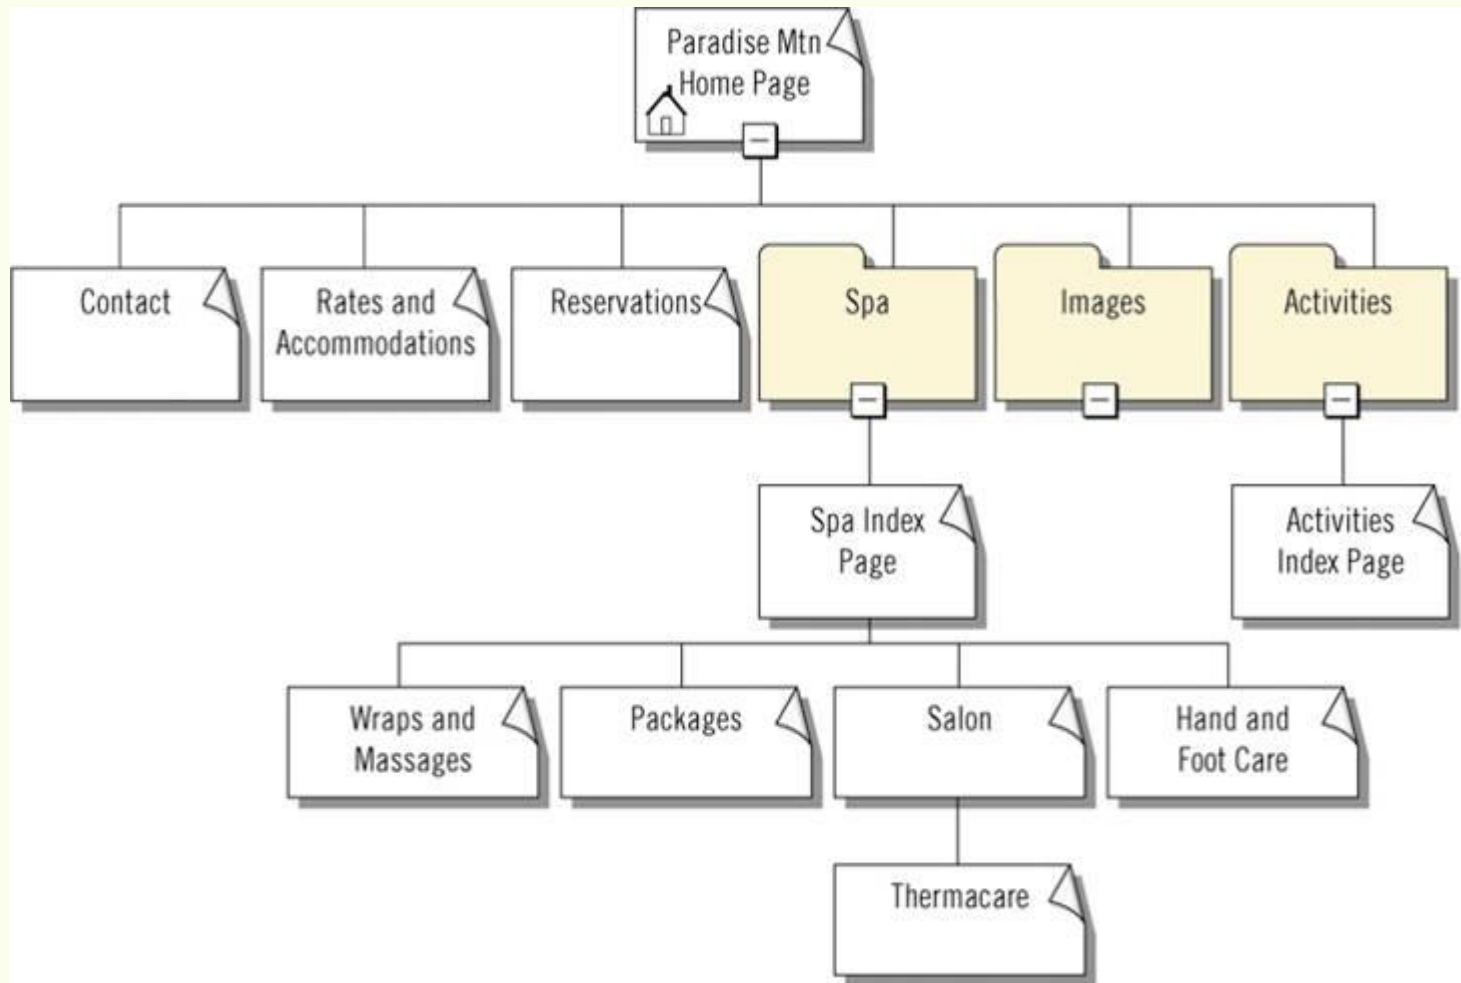 Paradise Mtn
Home Page
Contact
Rates and
Accommodations
Reservations
Spa
Images
Activities
Spa Index
Page
Activities
Index Page
Wraps and
Massages
Packages
Salon
Hand and
Foot Care
Thermacare